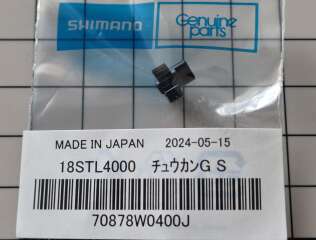 SHIMANO
Genuine
parts
MADE IN JAPAN 2024-05-15
18STL4000 ﾁｭｳｶﾝG S
70878W0400J